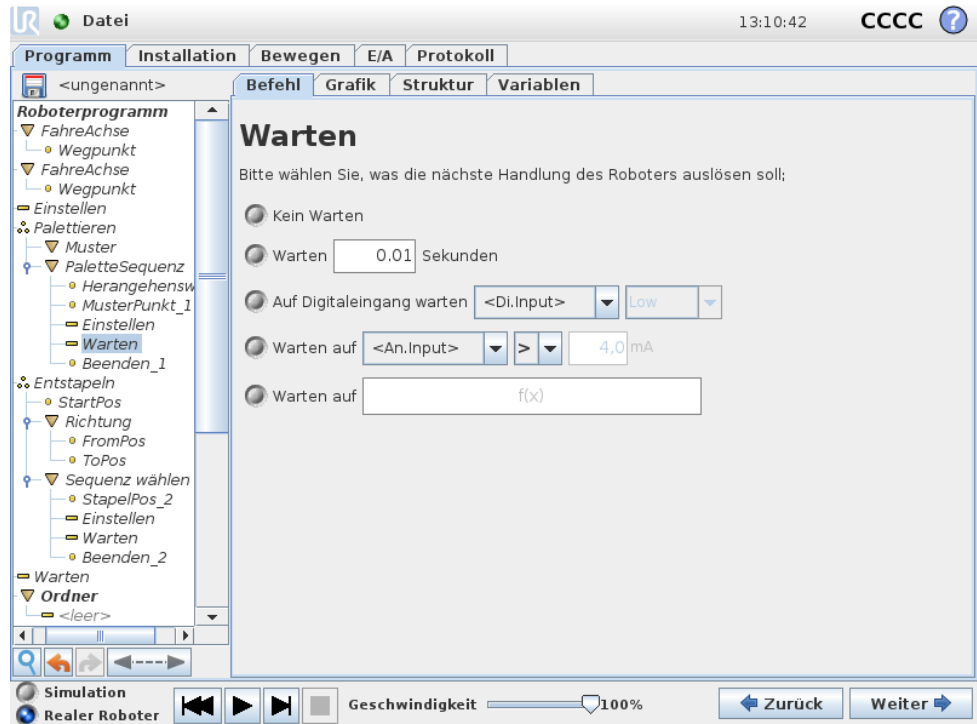 UR Datei 13:10:42 CCCC ?
Programm Installation Bewegen E/A Protokoll
<ungenannt> Befehl Grafik Struktur Variablen
Roboterprogramm
FahreAchse
Wegpunkt
FahreAchse
Wegpunkt
Einstellen
Palettieren
Muster
PaletteSequenz
Herangehensw
MusterPunkt_1
Einstellen
Warten
Beenden_1
Entstapeln
StartPos
Richtung
FromPos
ToPos
Sequenz wählen
StapelPos_2
Einstellen
Warten
Beenden_2
Warten
Ordner
<leer>
Warten
Bitte wählen Sie, was die nächste Handlung des Roboters auslösen soll;
Kein Warten
Warten 0.01 Sekunden
Auf Digitaleingang warten <Di.Input> Low
Warten auf <An.Input> > 4,0 mA
Warten auf f(x)
Simulation
Realer Roboter
Geschwindigkeit 100% Zurück Weiter